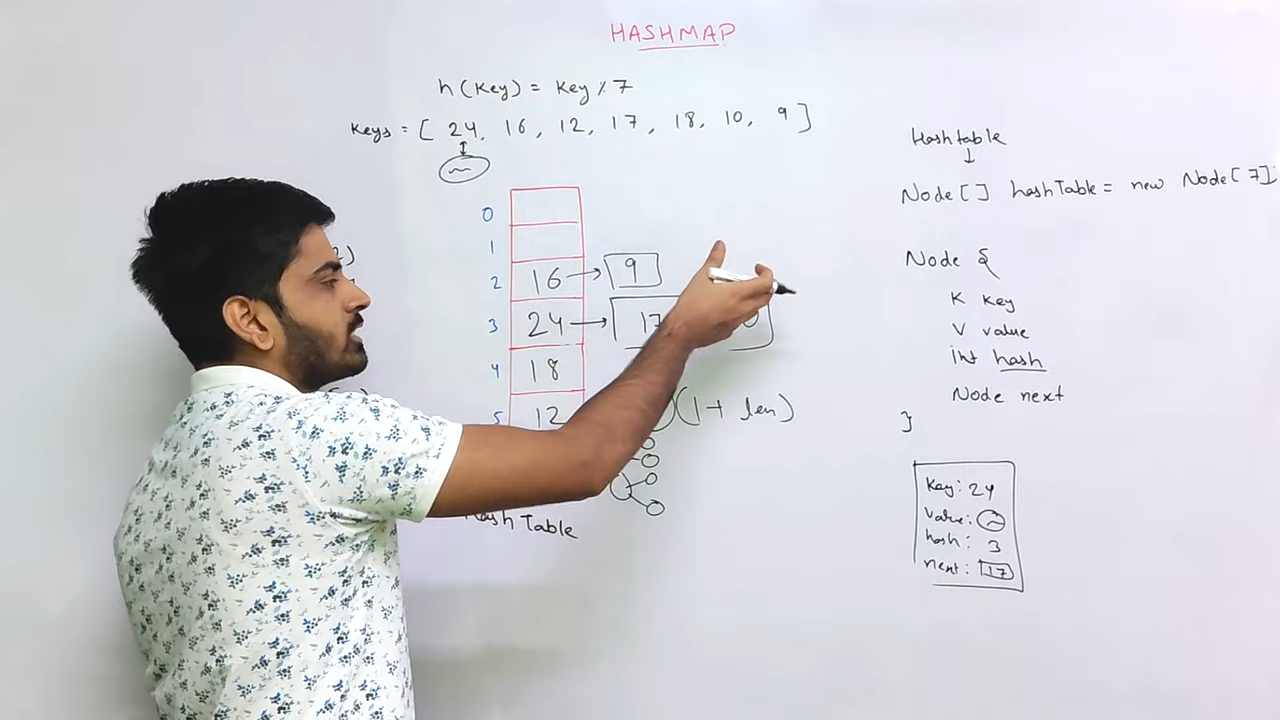 HASHMAP
h(Key) = Key % 7
Keys = [ 24, 16, 12, 17, 18, 10, 9 ]
0
1
2 16 → 9
3 24 → 17
4 18
5 12
(1+ len)
Hash Table
Hashtable
↓
Node[ ] hashTable = new Node[7];
Node {
K Key
V value
int hash
Node next
}
Key: 24
value:
hash: 3
next: 17